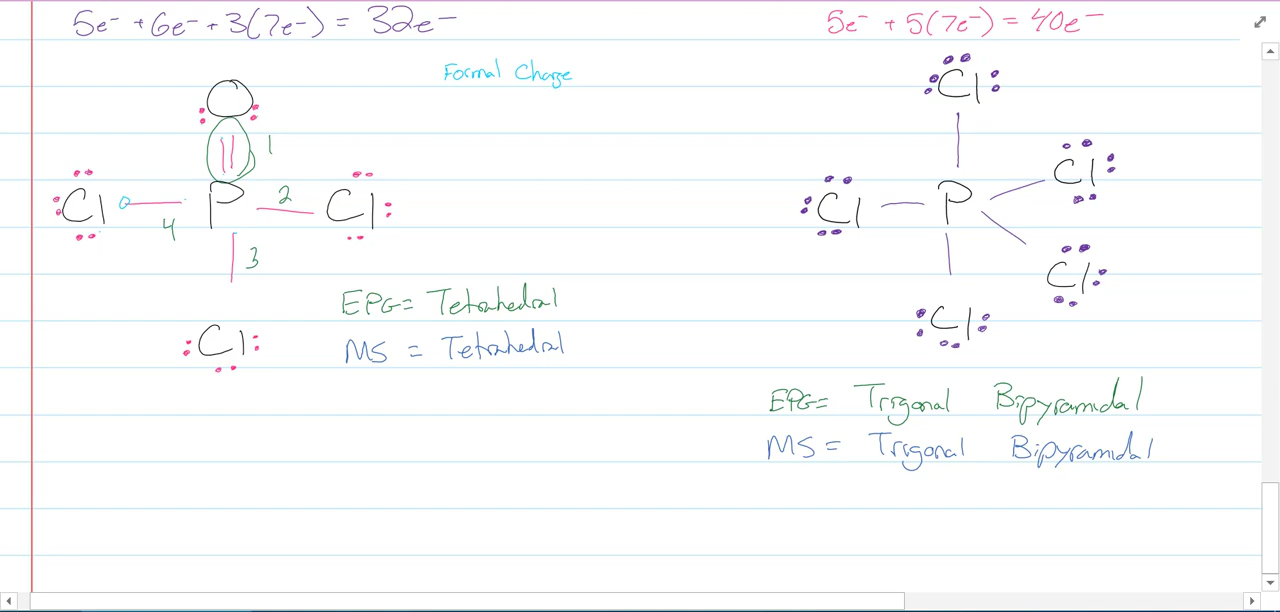 5e⁻ + 6e⁻ + 3(7e⁻) = 32e⁻
5e⁻ + 5(7e⁻) = 40e⁻
Formal Charge
O
1
Cl P 2 Cl
4
3
Cl
EPG = Tetrahedral
MS = Tetrahedral
Cl
Cl
Cl P
Cl
Cl
EPG = Trigonal Bipyramidal
MS = Trigonal Bipyramidal